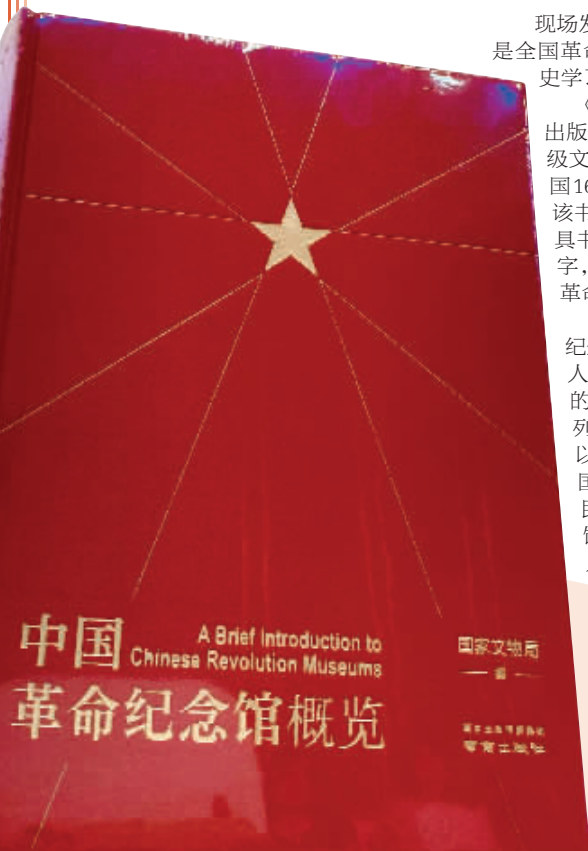 现场发
是全国革
史学
出版
级文
国16
该书
具书
字，
革命
纪
人
的
列
以
中国
A Brief Introduction to
Chinese Revolution Museums
革命纪念馆概览
国家文物局